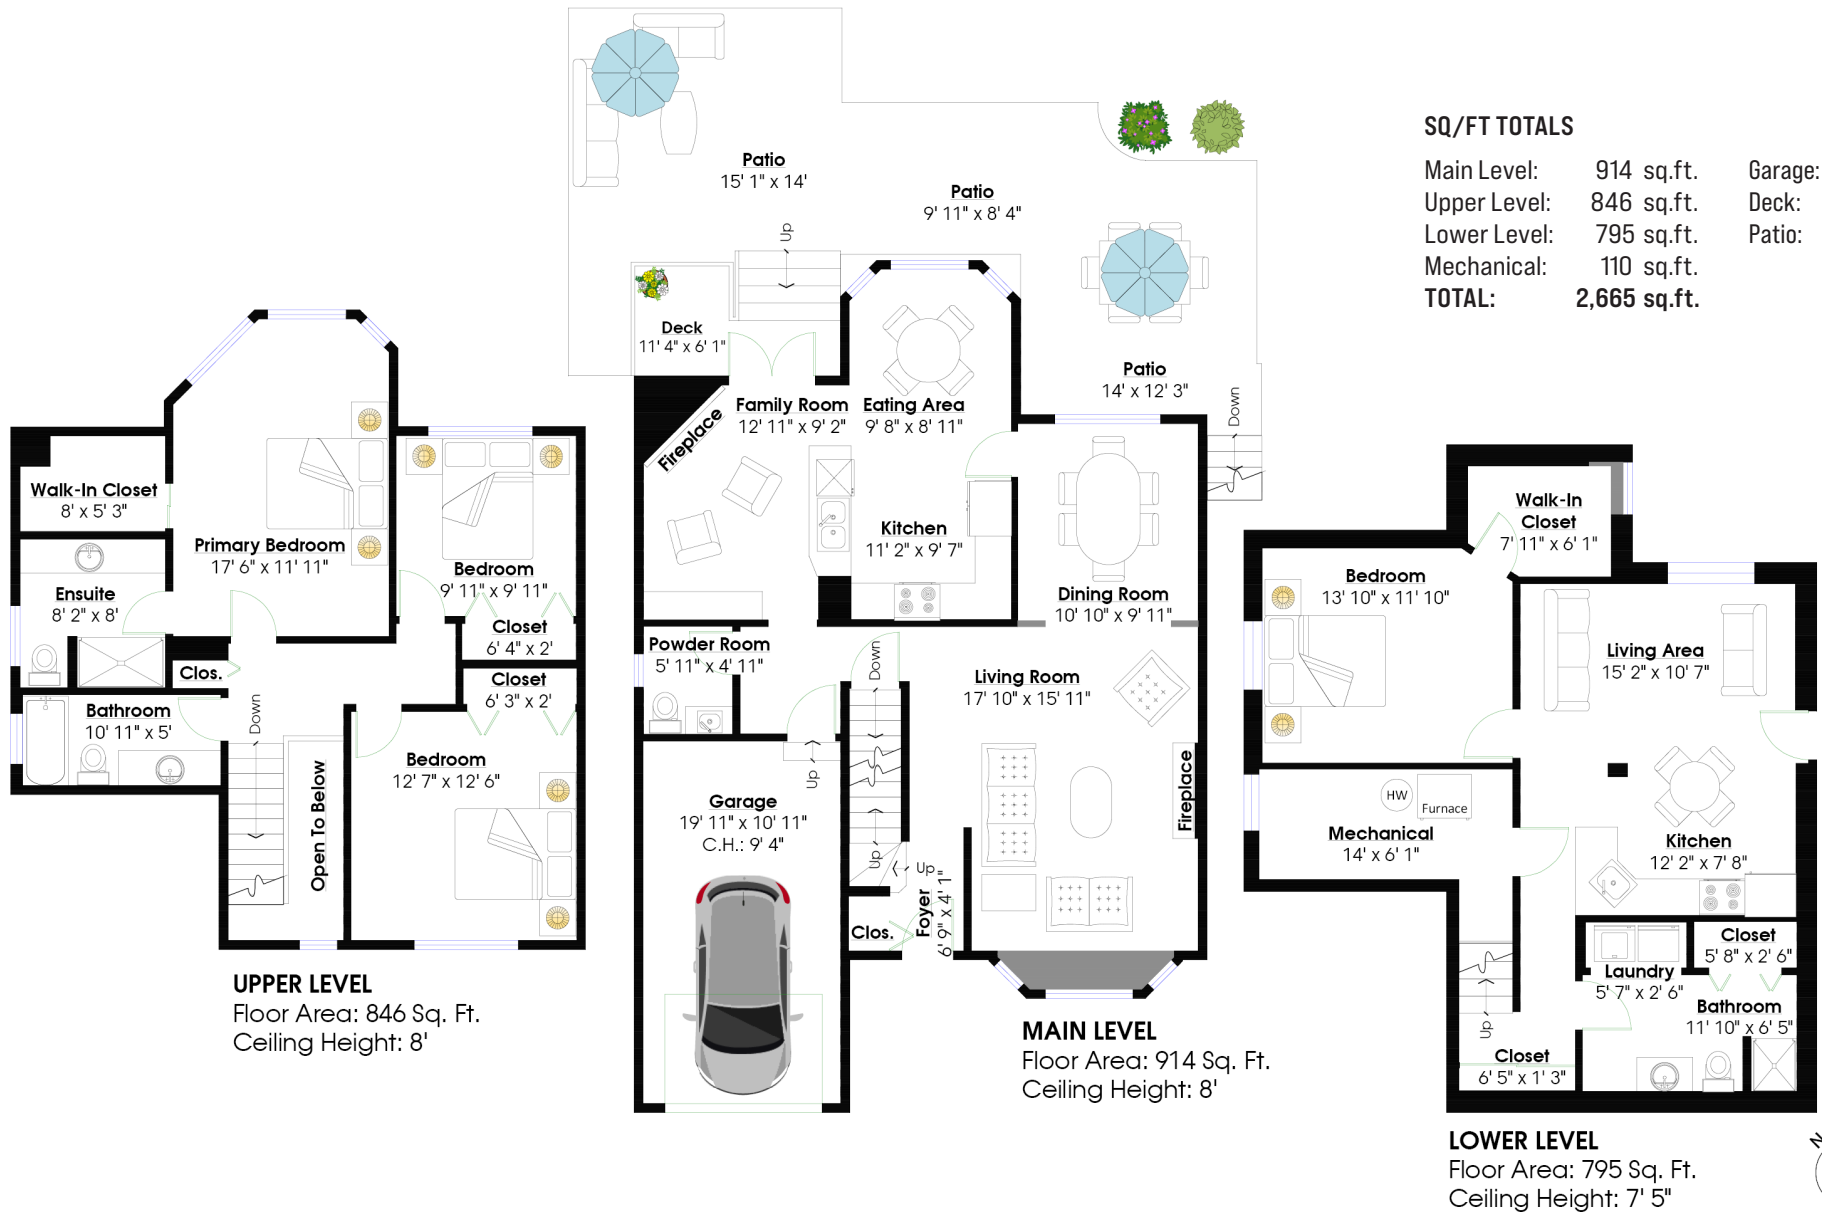 SQ/FT TOTALS
Main Level: 914 sq.ft. Garage:
Upper Level: 846 sq.ft. Deck:
Lower Level: 795 sq.ft. Patio:
Mechanical: 110 sq.ft.
TOTAL: 2,665 sq.ft.
Walk-In Closet
8' x 5' 3"
Primary Bedroom
17' 6" x 11' 11"
Ensuite
8' 2" x 8'
Bedroom
9' 11" x 9' 11"
Closet
6' 4" x 2'
Clos.
Closet
6' 3" x 2'
Bathroom
10' 11" x 5'
Down
Open To Below
Bedroom
12' 7" x 12' 6"
UPPER LEVEL
Floor Area: 846 Sq. Ft.
Ceiling Height: 8'
Patio
15' 1" x 14'
Patio
9' 11" x 8' 4"
Up
Deck
11' 4" x 6' 1"
Patio
14' x 12' 3"
Down
Fireplace
Family Room
12' 11" x 9' 2"
Eating Area
9' 8" x 8' 11"
Kitchen
11' 2" x 9' 7"
Dining Room
10' 10" x 9' 11"
Powder Room
5' 11" x 4' 11"
Down
Living Room
17' 10" x 15' 11"
Up
Garage
19' 11" x 10' 11"
C.H.: 9' 4"
Fireplace
Up
Up
Foyer
6' 9" x 4' 1"
Clos.
MAIN LEVEL
Floor Area: 914 Sq. Ft.
Ceiling Height: 8'
Walk-In
Closet
7' 11" x 6' 1"
Bedroom
13' 10" x 11' 10"
Living Area
15' 2" x 10' 7"
HW
Furnace
Mechanical
14' x 6' 1"
Kitchen
12' 2" x 7' 8"
Closet
5' 8" x 2' 6"
Laundry
5' 7" x 2' 6"
Bathroom
11' 10" x 6' 5"
Up
Closet
6' 5" x 1' 3"
LOWER LEVEL
Floor Area: 795 Sq. Ft.
Ceiling Height: 7' 5"
N